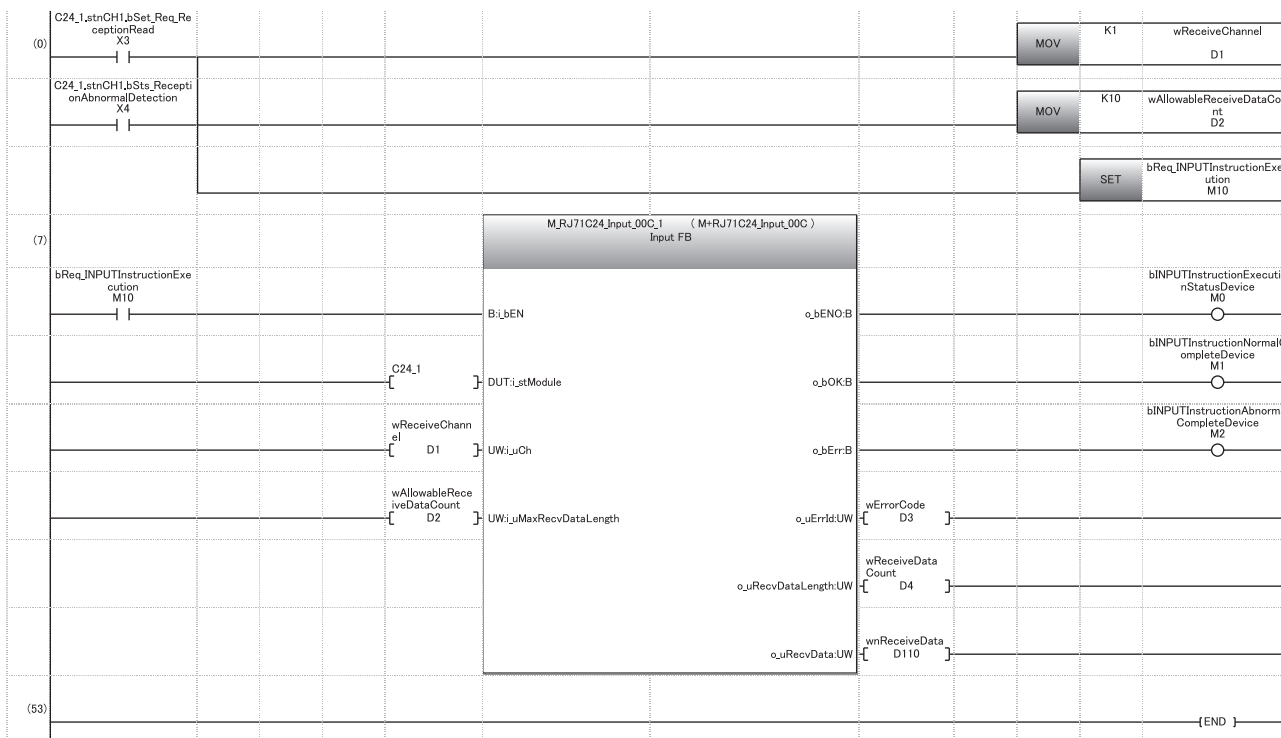 C24_1.stnCH1.bSet_Req_Re
ceptionRead
X3
(0)
MOV
K1
wReceiveChannel
D1
C24_1.stnCH1.bSts_Recepti
onAbnormalDetection
X4
MOV
K10
wAllowableReceiveDataCo
nt
D2
SET
bReq_INPUTInstructionExe
ution
M10
(7)
M_RJ71C24_Input_00C_1 ( M+RJ71C24_Input_00C )
Input FB
bReq_INPUTInstructionExe
cution
M10
B:i_bEN
o_bENO:B
bINPUTInstructionExecuti
nStatusDevice
M0
C24_1
DUT:i_stModule
o_bOK:B
bINPUTInstructionNormalC
ompleteDevice
M1
wReceiveChann
el
D1
UW:i_uCh
o_bErr:B
bINPUTInstructionAbnorm
CompleteDevice
M2
wAllowableRece
iveDataCount
D2
UW:i_uMaxRecvDataLength
o_uErrId:UW
wErrorCode
D3
o_uRecvDataLength:UW
wReceiveData
Count
D4
o_uRecvData:UW
wnReceiveData
D110
(53)
END